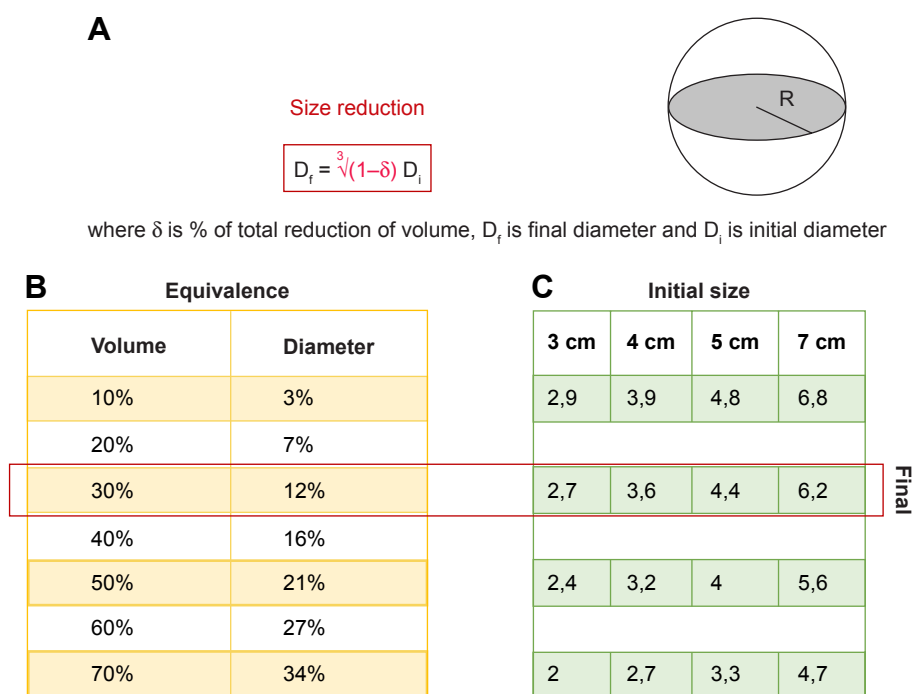 A
R
Size reduction
D_f = ³√(1–δ) D_i
where δ is % of total reduction of volume, D_f is final diameter and D_i is initial diameter
B Equivalence
Volume Diameter
10% 3%
20% 7%
30% 12%
40% 16%
50% 21%
60% 27%
70% 34%
C Initial size
3 cm 4 cm 5 cm 7 cm
2,9 3,9 4,8 6,8
2,7 3,6 4,4 6,2
2,4 3,2 4 5,6
2 2,7 3,3 4,7
Final